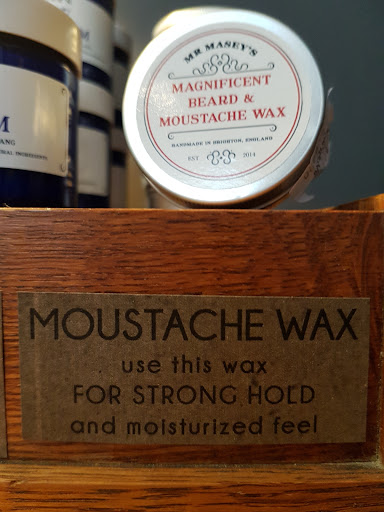 MR MASEY'S
MAGNIFICENT
BEARD &
MOUSTACHE WAX
HANDMADE IN BRIGHTON, ENGLAND
EST 2014
M
MOUSTACHE WAX
use this wax
FOR STRONG HOLD
and moisturized feel